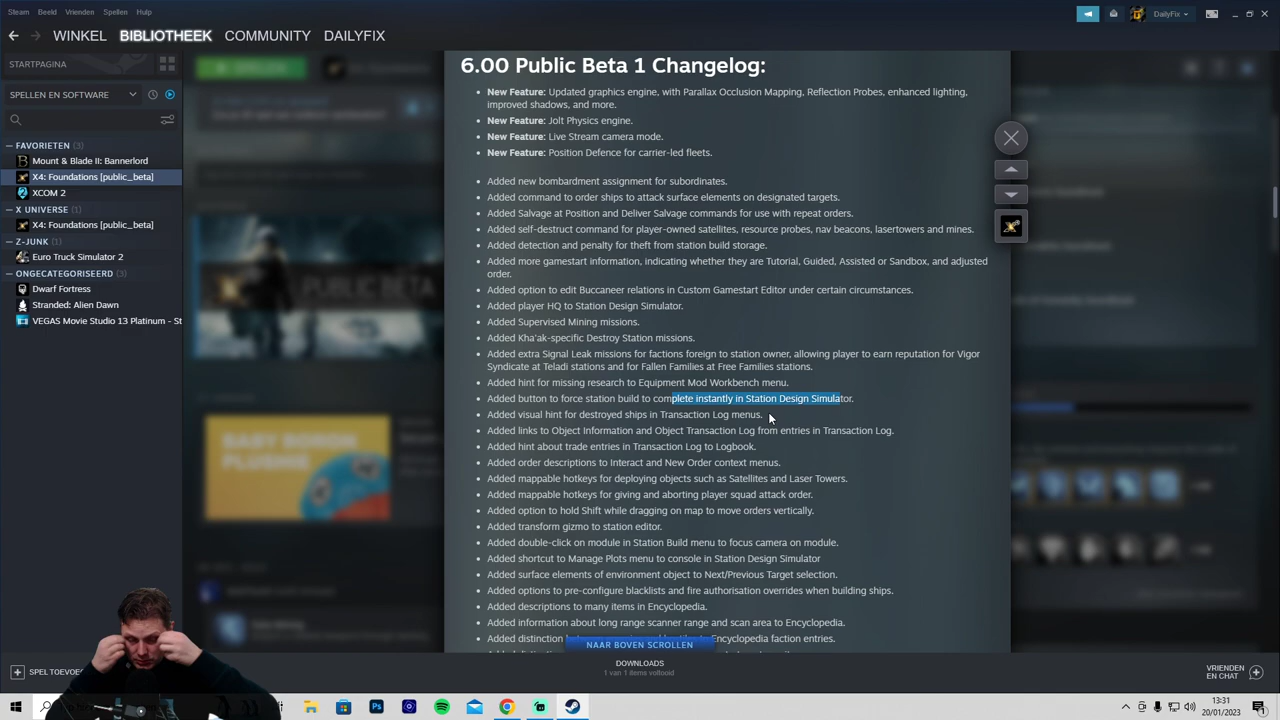 Steam Beeld Vrienden Spellen Help
DailyFix
WINKEL BIBLIOTHEEK COMMUNITY DAILYFIX
STARTPAGINA
SPELLEN EN SOFTWARE
FAVORIETEN (3)
Mount & Blade II: Bannerlord
X4: Foundations [public_beta]
XCOM 2
X UNIVERSE (1)
X4: Foundations [public_beta]
Z-JUNK (1)
Euro Truck Simulator 2
ONGECATEGORISEERD (3)
Dwarf Fortress
Stranded: Alien Dawn
VEGAS Movie Studio 13 Platinum - St
6.00 Public Beta 1 Changelog:
New Feature: Updated graphics engine, with Parallax Occlusion Mapping, Reflection Probes, enhanced lighting,
improved shadows, and more.
New Feature: Jolt Physics engine.
New Feature: Live Stream camera mode.
New Feature: Position Defence for carrier-led fleets.
Added new bombardment assignment for subordinates.
Added command to order ships to attack surface elements on designated targets.
Added Salvage at Position and Deliver Salvage commands for use with repeat orders.
Added self-destruct command for player-owned satellites, resource probes, nav beacons, lasertowers and mines.
Added detection and penalty for theft from station build storage.
Added more gamestart information, indicating whether they are Tutorial, Guided, Assisted or Sandbox, and adjusted
order.
Added option to edit Buccaneer relations in Custom Gamestart Editor under certain circumstances.
Added player HQ to Station Design Simulator.
Added Supervised Mining missions.
Added Kha'ak-specific Destroy Station missions.
Added extra Signal Leak missions for factions foreign to station owner, allowing player to earn reputation for Vigor
Syndicate at Teladi stations and for Fallen Families at Free Families stations.
Added hint for missing research to Equipment Mod Workbench menu.
Added button to force station build to complete instantly in Station Design Simulator.
Added visual hint for destroyed ships in Transaction Log menus.
Added links to Object Information and Object Transaction Log from entries in Transaction Log.
Added hint about trade entries in Transaction Log to Logbook.
Added order descriptions to Interact and New Order context menus.
Added mappable hotkeys for deploying objects such as Satellites and Laser Towers.
Added mappable hotkeys for giving and aborting player squad attack order.
Added option to hold Shift while dragging on map to move orders vertically.
Added transform gizmo to station editor.
Added double-click on module in Station Build menu to focus camera on module.
Added shortcut to Manage Plots menu to console in Station Design Simulator
Added surface elements of environment object to Next/Previous Target selection.
Added options to pre-configure blacklists and fire authorisation overrides when building ships.
Added descriptions to many items in Encyclopedia.
Added information about long range scanner range and scan area to Encyclopedia.
Added distinction Encyclopedia faction entries.
NAAR BOVEN SCROLLEN
SPEL TOEVOE
DOWNLOADS
1 van 1 items voltooid
VRIENDEN
EN CHAT
13:31
20/01/2023